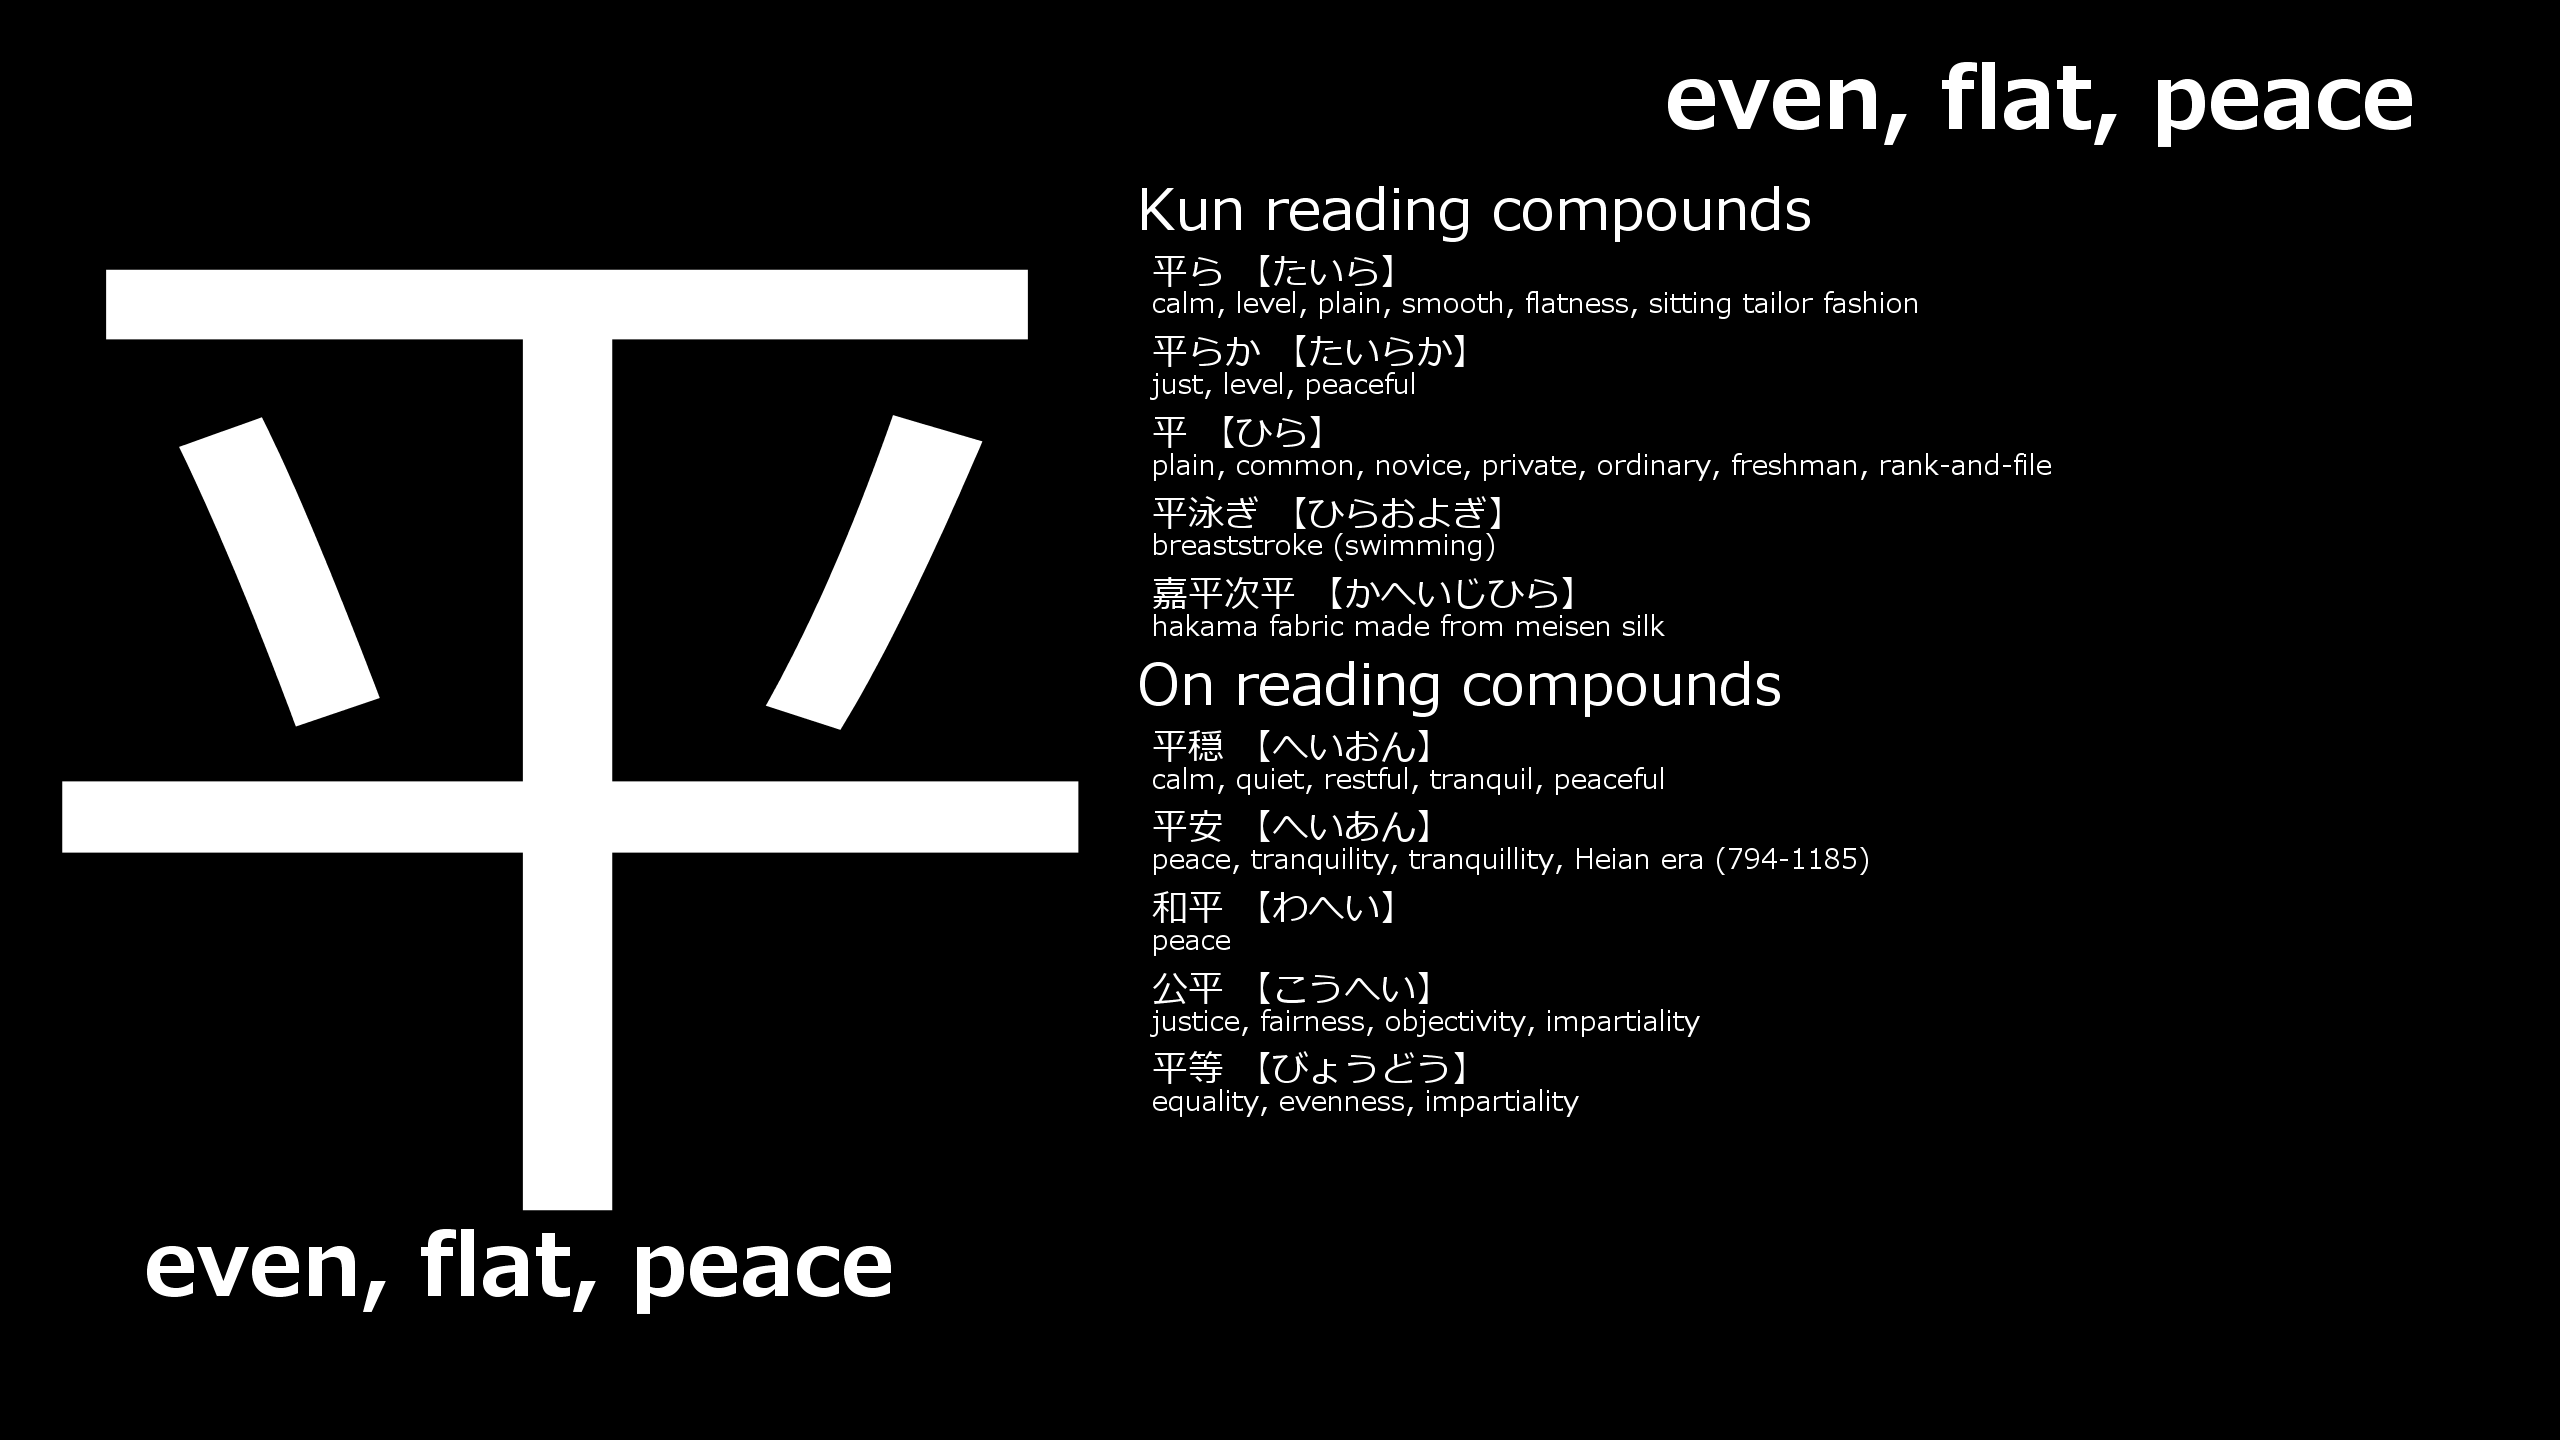 even, flat, peace
平
Kun reading compounds
平ら 【たいら】
calm, level, plain, smooth, flatness, sitting tailor fashion
平らか 【たいらか】
just, level, peaceful
平 【ひら】
plain, common, novice, private, ordinary, freshman, rank-and-file
平泳ぎ 【ひらおよぎ】
breaststroke (swimming)
嘉平次平 【かへいじひら】
hakama fabric made from meisen silk
On reading compounds
平穏 【へいおん】
calm, quiet, restful, tranquil, peaceful
平安 【へいあん】
peace, tranquility, tranquillity, Heian era (794-1185)
和平 【わへい】
peace
公平 【こうへい】
justice, fairness, objectivity, impartiality
平等 【びょうどう】
equality, evenness, impartiality
even, flat, peace